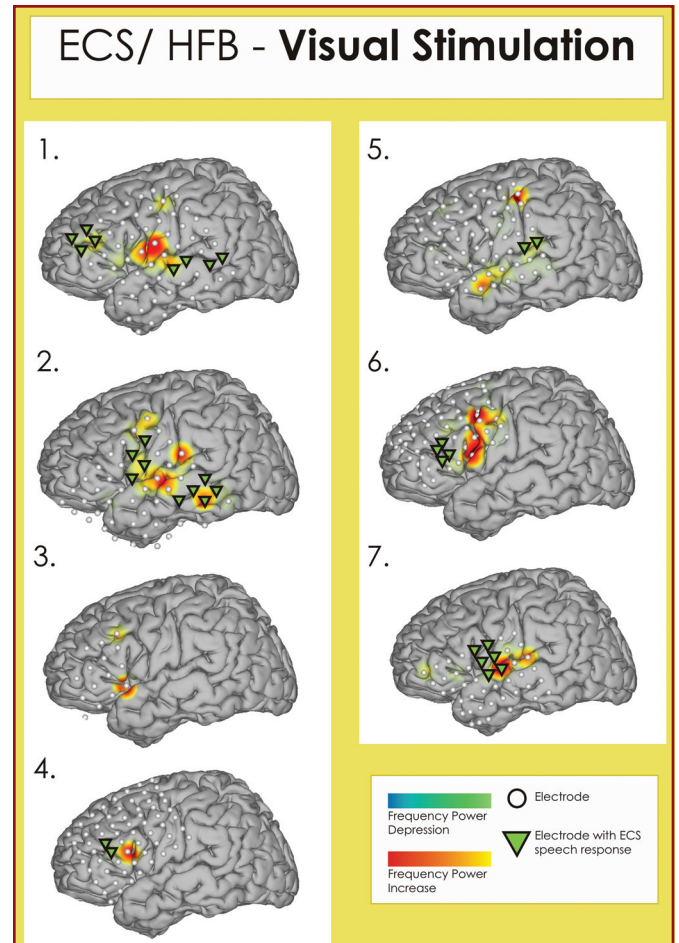 ECS/ HFB - Visual Stimulation
1.
2.
3.
4.
5.
6.
7.
Frequency Power
Depression
Frequency Power
Increase
Electrode
Electrode with ECS
speech response